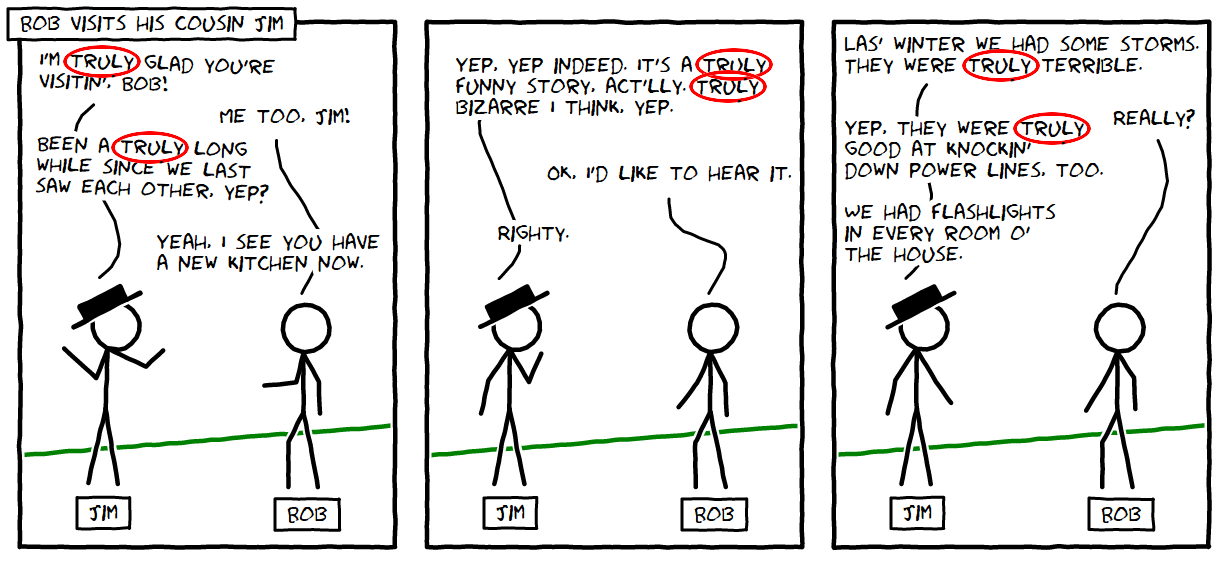 BOB VISITS HIS COUSIN JIM
I'M TRULY GLAD YOU'RE
VISITIN', BOB!
ME TOO, JIM!
BEEN A TRULY LONG
WHILE SINCE WE LAST
SAW EACH OTHER, YEP?
YEAH, I SEE YOU HAVE
A NEW KITCHEN NOW.
JIM
BOB
YEP, YEP INDEED. IT'S A TRULY
FUNNY STORY, ACT'LLY. TRULY
BIZARRE I THINK, YEP.
OK, I'D LIKE TO HEAR IT.
RIGHTY.
JIM
BOB
LAS' WINTER WE HAD SOME STORMS.
THEY WERE TRULY TERRIBLE.
REALLY?
YEP, THEY WERE TRULY
GOOD AT KNOCKIN'
DOWN POWER LINES, TOO.
WE HAD FLASHLIGHTS
IN EVERY ROOM O'
THE HOUSE.
JIM
BOB